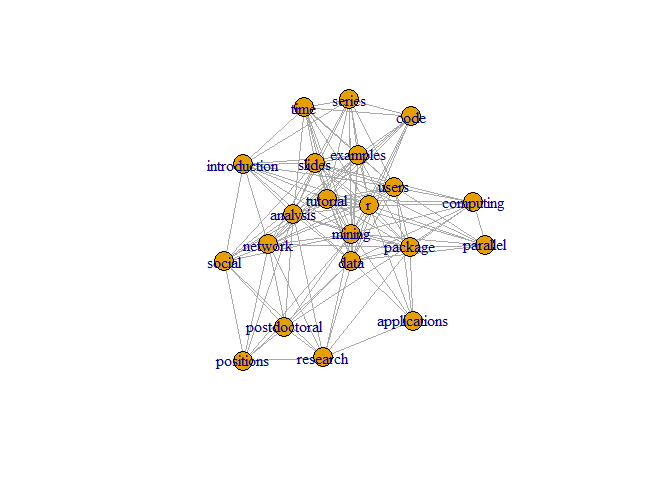 time
series
code
introduction
slides
examples
tutorial
r
users
computing
analysis
mining
network
data
package
parallel
social
postdoctoral
applications
positions
research